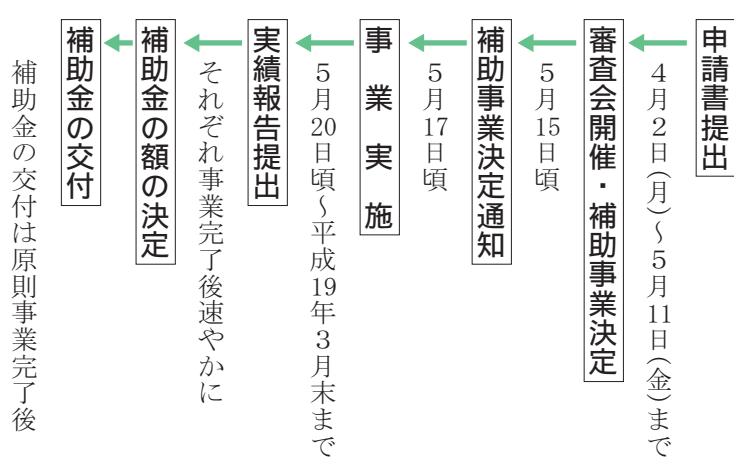 申請書提出
４月２日(月)～５月11日(金)まで
審査会開催・補助事業決定
５月15日頃
補助事業決定通知
５月17日頃
事業実施
５月20日頃～平成19年３月末まで
実績報告提出
それぞれ事業完了後速やかに
補助金の額の決定
補助金の交付
補助金の交付は原則事業完了後